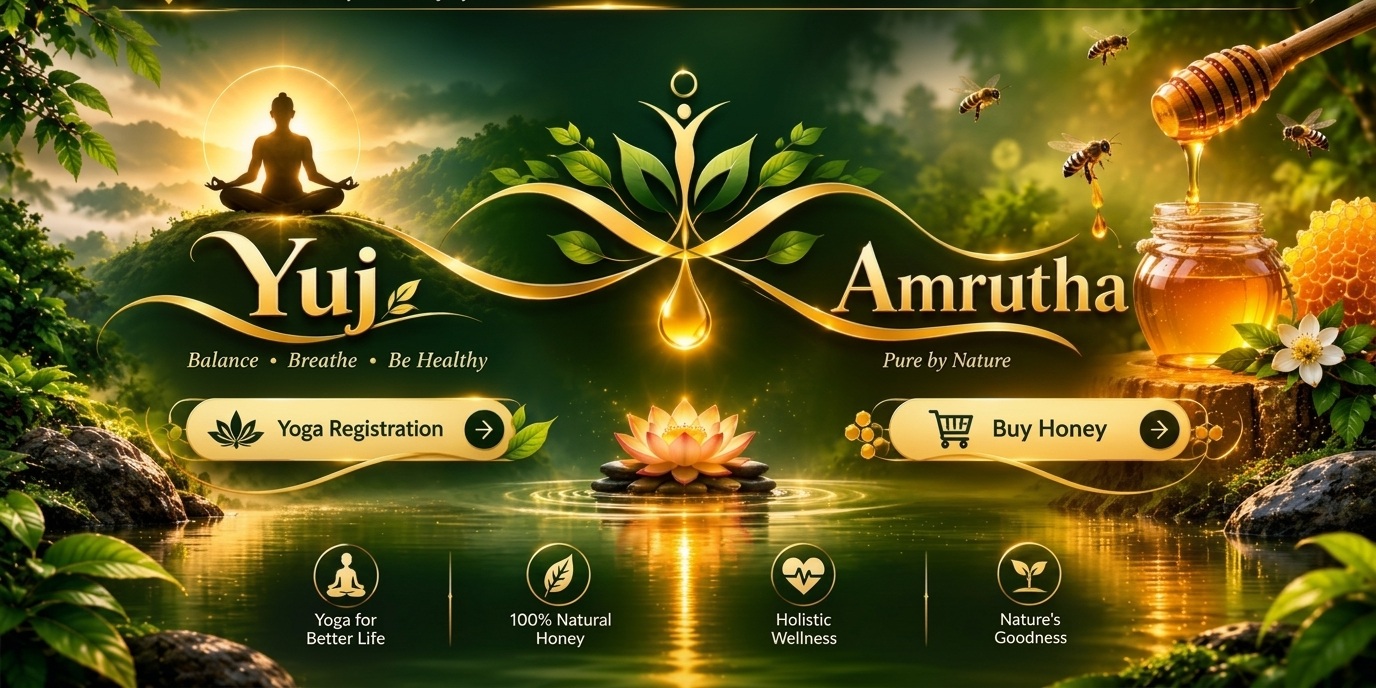 Yuj
Balance • Breathe • Be Healthy
Yoga Registration
Amrutha
Pure by Nature
Buy Honey
Yoga for
Better Life
100% Natural
Honey
Holistic
Wellness
Nature's
Goodness